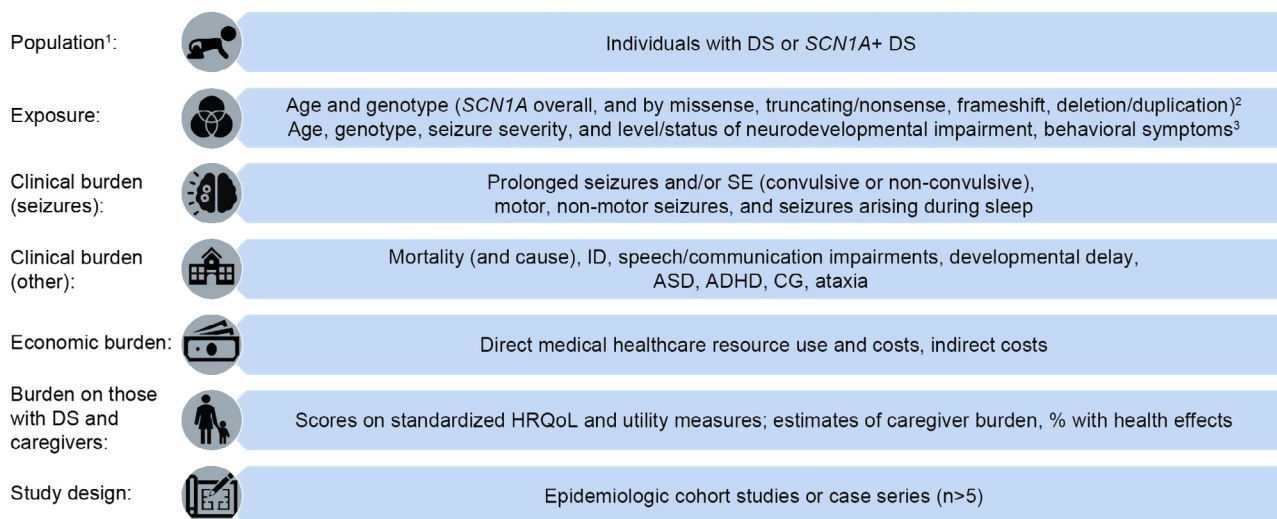 Population¹:
Individuals with DS or SCN1A+ DS
Exposure:
Age and genotype (SCN1A overall, and by missense, truncating/nonsense, frameshift, deletion/duplication)²
Age, genotype, seizure severity, and level/status of neurodevelopmental impairment, behavioral symptoms³
Clinical burden
(seizures):
Prolonged seizures and/or SE (convulsive or non-convulsive),
motor, non-motor seizures, and seizures arising during sleep
Clinical burden
(other):
Mortality (and cause), ID, speech/communication impairments, developmental delay,
ASD, ADHD, CG, ataxia
Economic burden:
Direct medical healthcare resource use and costs, indirect costs
Burden on those
with DS and
caregivers:
Scores on standardized HRQoL and utility measures; estimates of caregiver burden, % with health effects
Study design:
Epidemiologic cohort studies or case series (n>5)